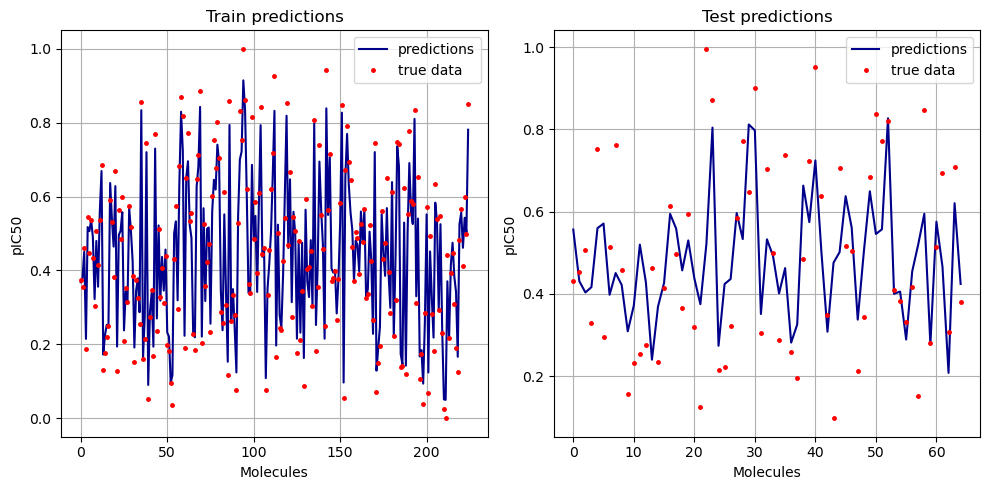 Train predictions
pIC50
1.0
0.8
0.6
0.4
0.2
0.0
predictions
true data
0
50
100
150
200
Molecules
Test predictions
pIC50
1.0
0.8
0.6
0.4
0.2
predictions
true data
0
10
20
30
40
50
60
Molecules